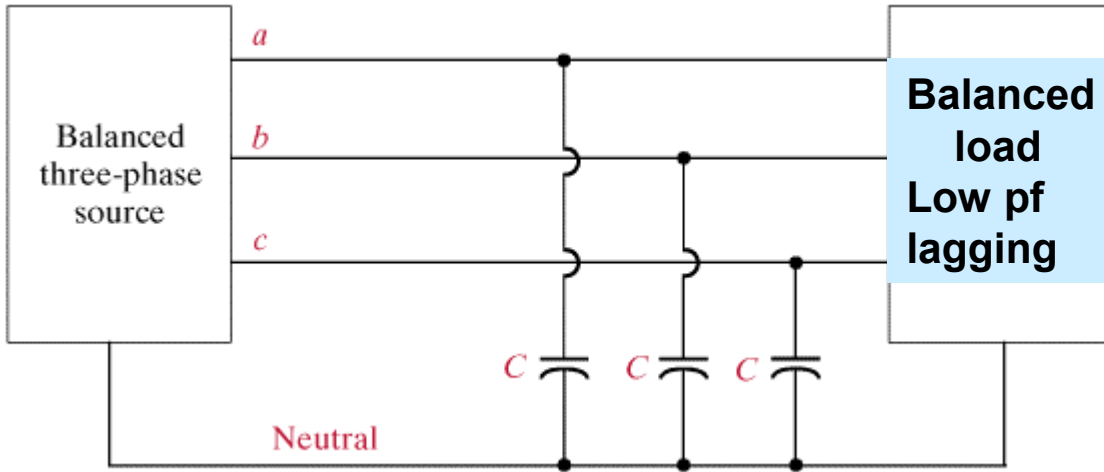 a
Balanced
three-phase
source
b
c
Balanced
load
Low pf
lagging
C
C
C
Neutral